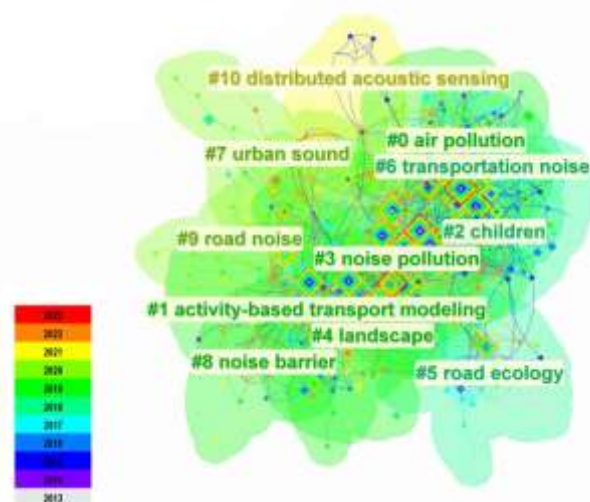 #10 distributed acoustic sensing
#0 air pollution
#7 urban sound
#6 transportation noise
#2 children
#9 road noise
#3 noise pollution
#1 activity-based transport modeling
#4 landscape
#8 noise barrier
#5 road ecology
2021
2020
2019
2018
2017
2016
2013